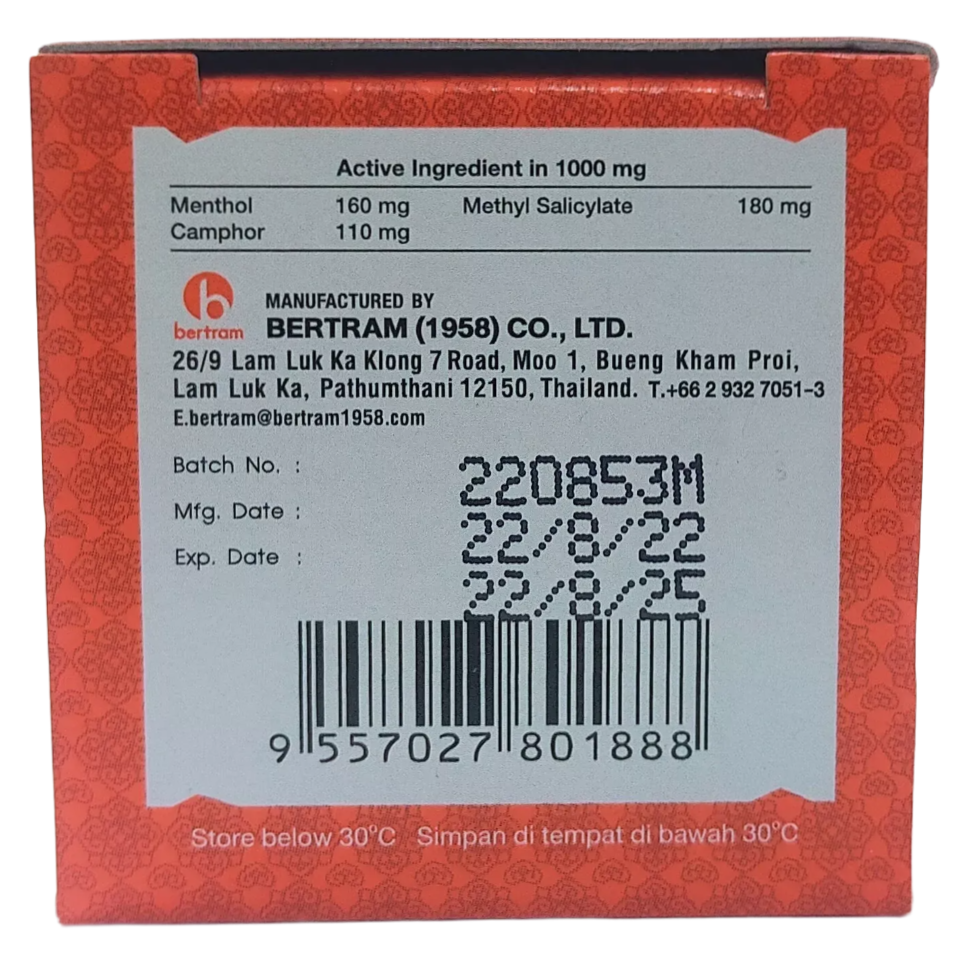 Active Ingredient in 1000 mg
Menthol 160 mg Methyl Salicylate 180 mg
Camphor 110 mg
b
bertram
MANUFACTURED BY
BERTRAM (1958) CO., LTD.
26/9 Lam Luk Ka Klong 7 Road, Moo 1, Bueng Kham Proi,
Lam Luk Ka, Pathumthani 12150, Thailand. T.+66 2 932 7051-3
E.bertram@bertram1958.com
Batch No. : 220853M
Mfg. Date : 22/8/22
Exp. Date : 22/8/25
9 557027 801888
Store below 30°C Simpan di tempat di bawah 30°C